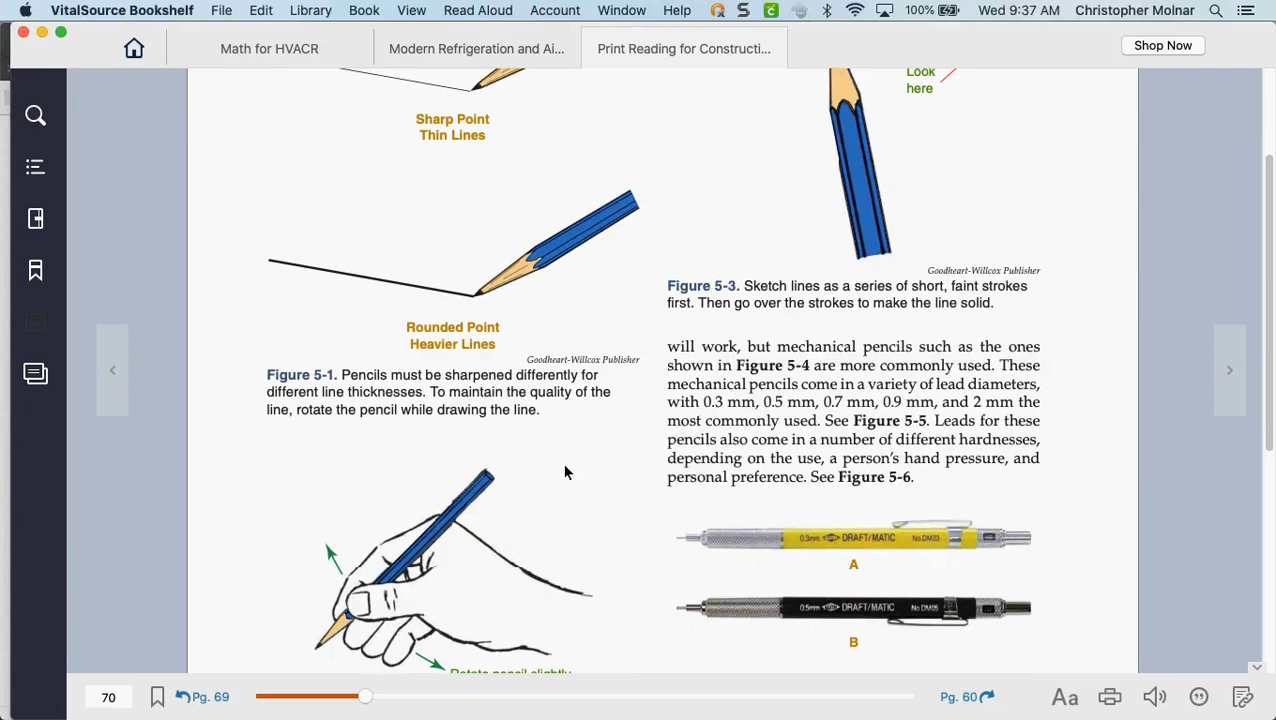 VitalSource Bookshelf File Edit Library Book View Read Aloud Account Window Help 100% Wed 9:37 AM Christopher Molnar
Math for HVACR
Modern Refrigeration and Ai...
Print Reading for Constructi...
Shop Now
Sharp Point
Thin Lines
Rounded Point
Heavier Lines
Goodheart-Willcox Publisher
Figure 5-1. Pencils must be sharpened differently for
different line thicknesses. To maintain the quality of the
line, rotate the pencil while drawing the line.
Rotate pencil slightly
Look
here
Goodheart-Willcox Publisher
Figure 5-3. Sketch lines as a series of short, faint strokes
first. Then go over the strokes to make the line solid.
will work, but mechanical pencils such as the ones
shown in Figure 5-4 are more commonly used. These
mechanical pencils come in a variety of lead diameters,
with 0.3 mm, 0.5 mm, 0.7 mm, 0.9 mm, and 2 mm the
most commonly used. See Figure 5-5. Leads for these
pencils also come in a number of different hardnesses,
depending on the use, a person's hand pressure, and
personal preference. See Figure 5-6.
0.3mm DRAFT/MATIC No.DM03
A
0.5mm DRAFT/MATIC No.DM05
B
70
Pg. 69
Pg. 60
Aa